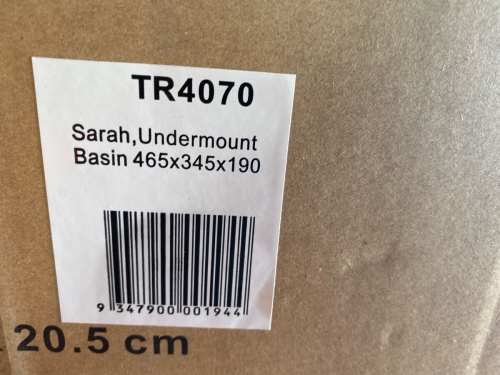 TR4070
Sarah,Undermount
Basin 465x345x190
9 347900 001944
20.5 cm